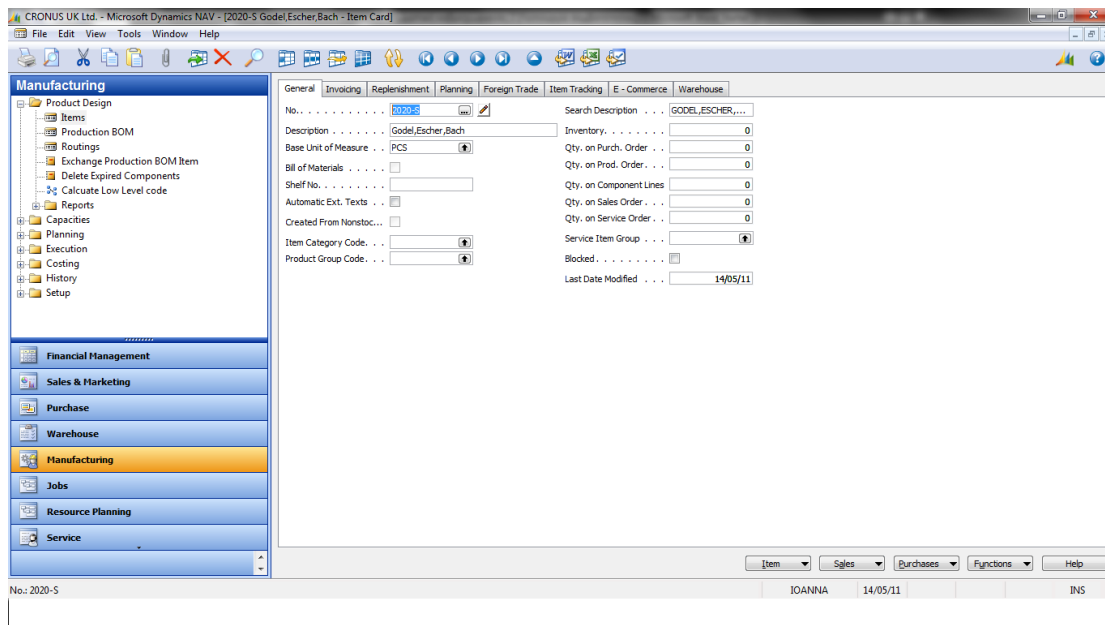 CRONUS UK Ltd. - Microsoft Dynamics NAV - [2020-S Godel,Escher,Bach - Item Card]
File Edit View Tools Window Help
Manufacturing
Product Design
Items
Production BOM
Routings
Exchange Production BOM Item
Delete Expired Components
Calcuate Low Level code
Reports
Capacities
Planning
Execution
Costing
History
Setup
Financial Management
Sales & Marketing
Purchase
Warehouse
Manufacturing
Jobs
Resource Planning
Service
General Invoicing Replenishment Planning Foreign Trade Item Tracking E - Commerce Warehouse
No. . . . . . . . . . . . 2020-S ...
Description . . . . . . . Godel,Escher,Bach
Base Unit of Measure . . PCS
Bill of Materials . . . . .
Shelf No. . . . . . . . .
Automatic Ext. Texts . .
Created From Nonstoc...
Item Category Code. . .
Product Group Code. . .
Search Description . . . GODEL,ESCHER,...
Inventory. . . . . . . . 0
Qty. on Purch. Order . . 0
Qty. on Prod. Order. . . 0
Qty. on Component Lines 0
Qty. on Sales Order. . . 0
Qty. on Service Order. . 0
Service Item Group . . .
Blocked. . . . . . . . .
Last Date Modified . . . 14/05/11
Item Sales Purchases Functions Help
No.: 2020-S IOANNA 14/05/11 INS